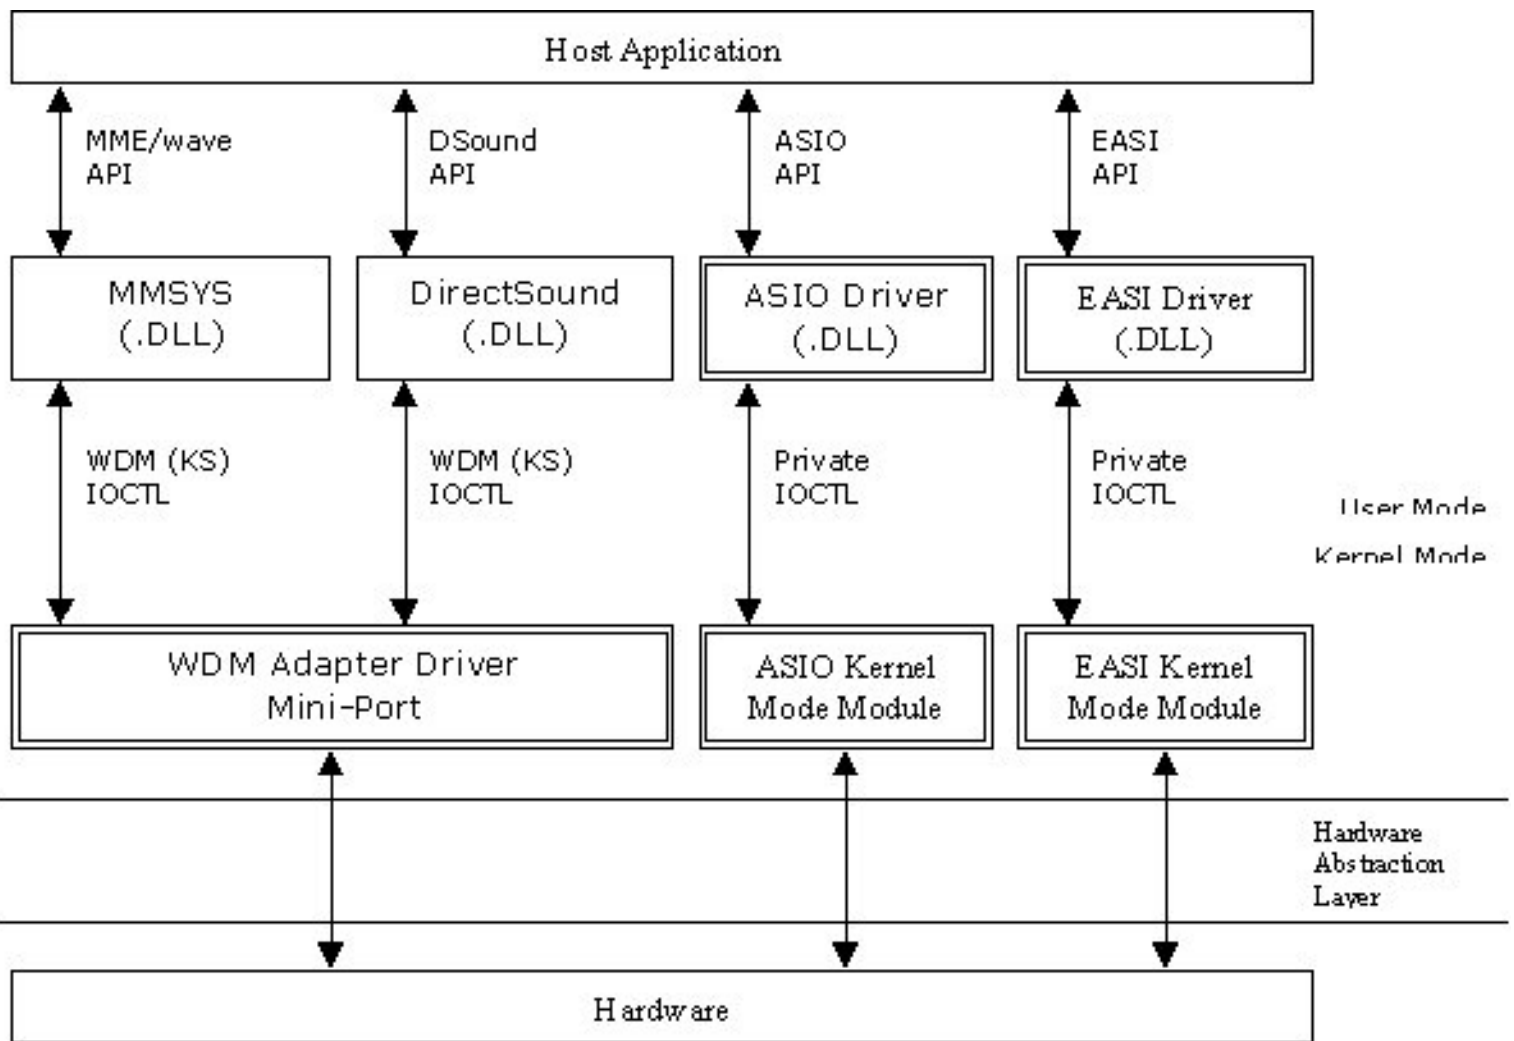 Host Application
MME/wave
API
DSound
API
ASIO
API
EASI
API
MMSYS
(.DLL)
DirectSound
(.DLL)
ASIO Driver
(.DLL)
EASI Driver
(.DLL)
WDM (KS)
IOCTL
WDM (KS)
IOCTL
Private
IOCTL
Private
IOCTL
User Mode
Kernel Mode
WDM Adapter Driver
Mini-Port
ASIO Kernel
Mode Module
EASI Kernel
Mode Module
Hardware
Abstraction
Layer
Hardware